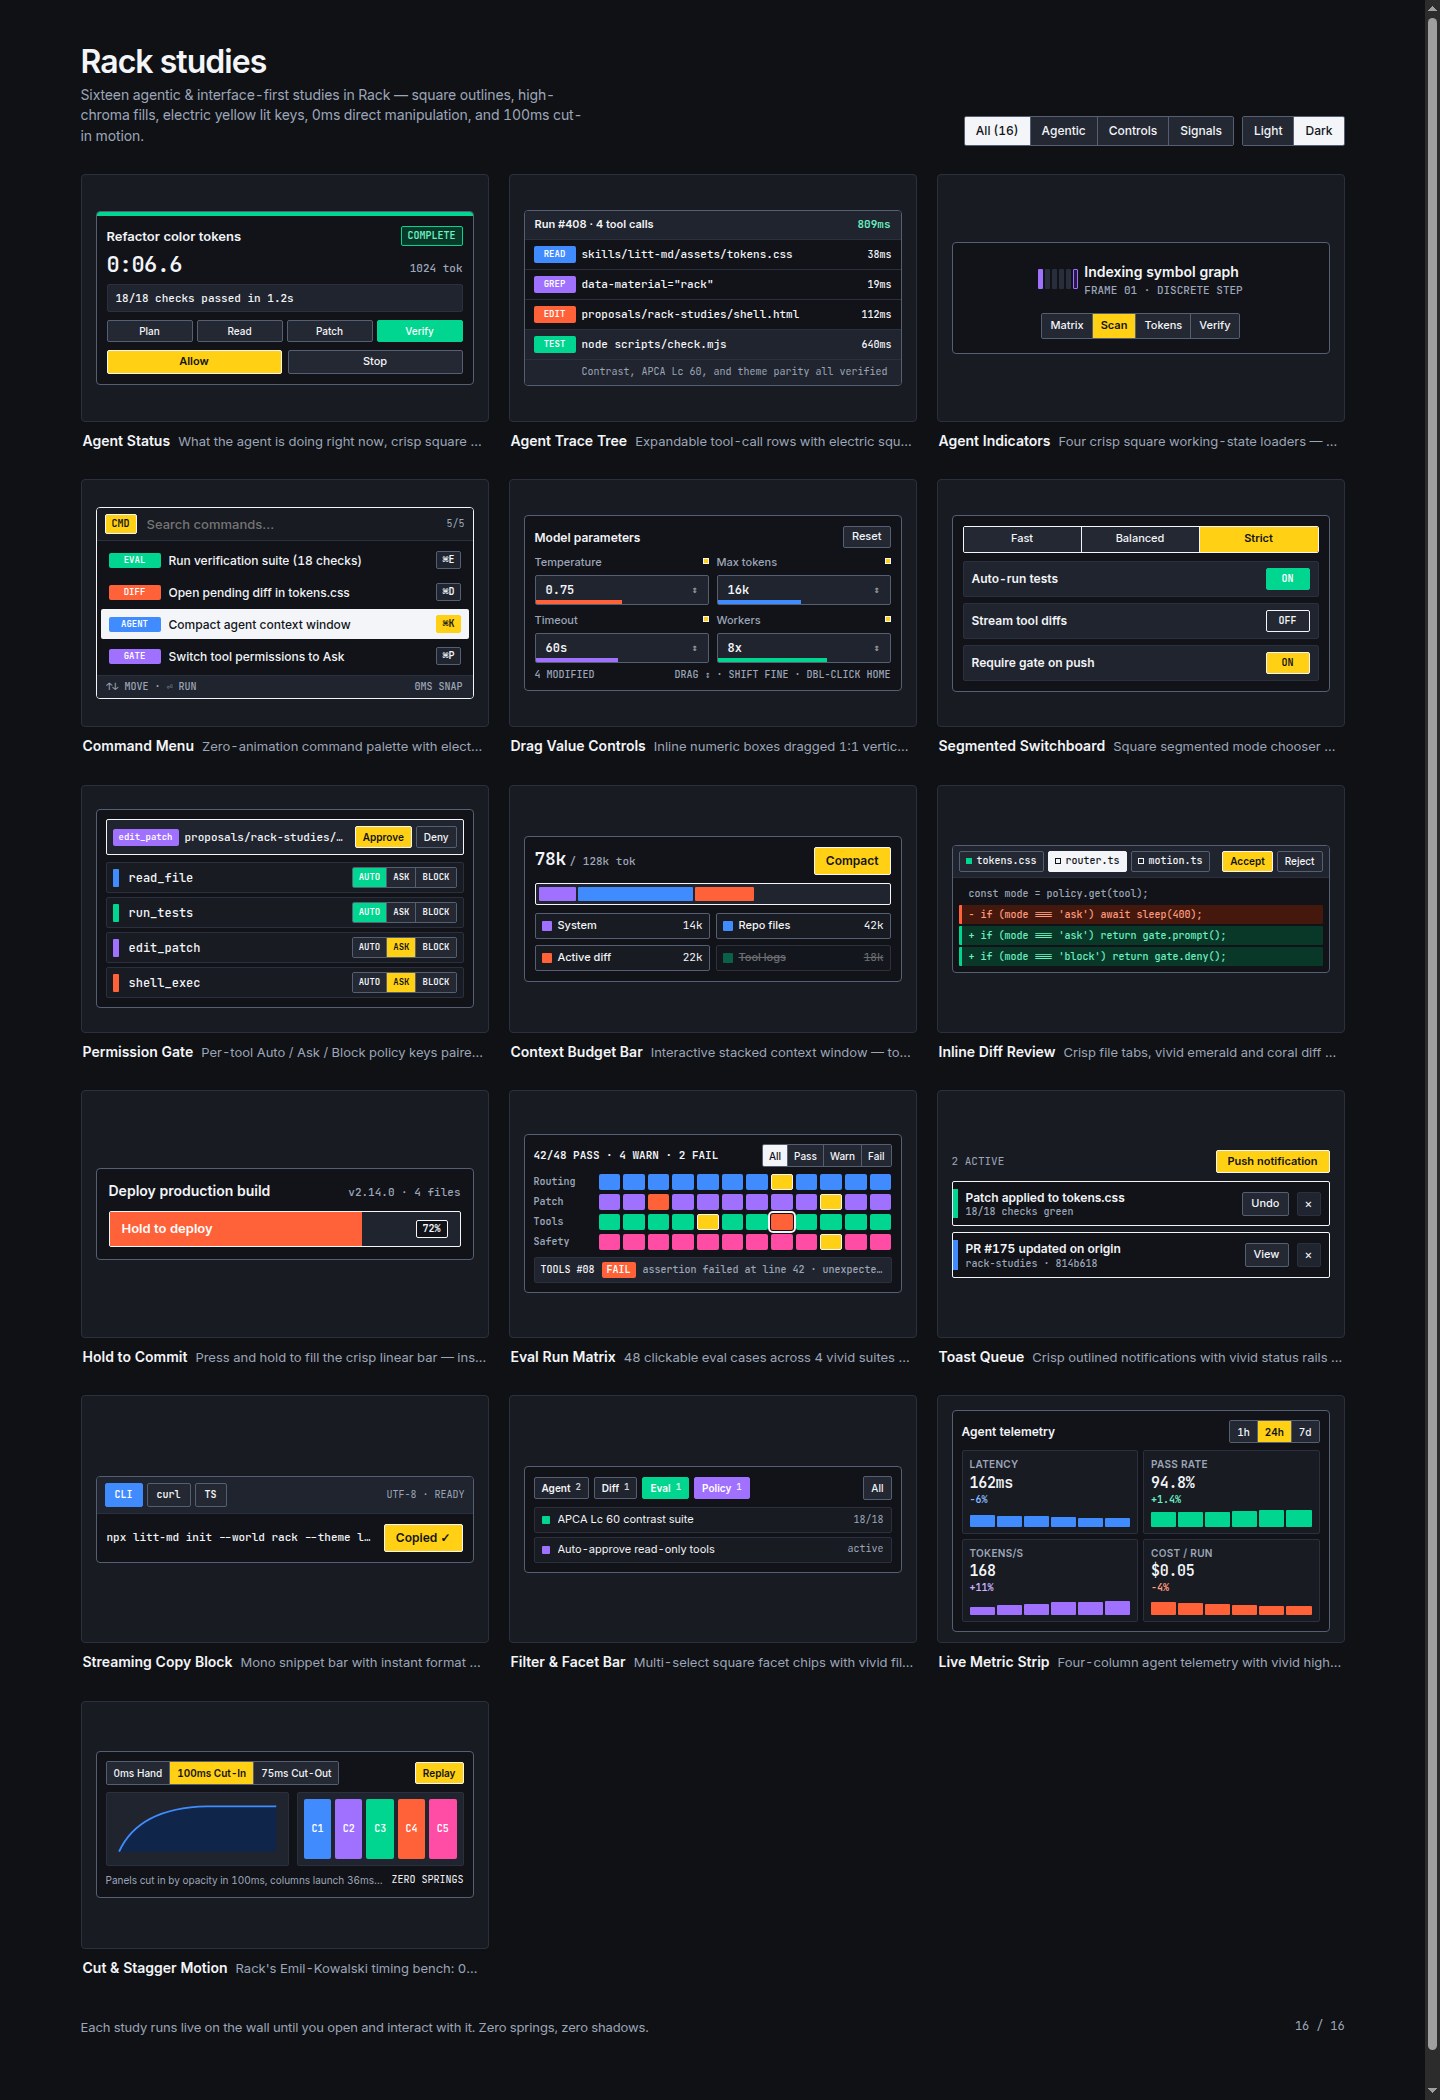 Rack studies
Sixteen agentic & interface-first studies in Rack — square outlines, high-
chroma fills, electric yellow lit keys, 0ms direct manipulation, and 100ms cut-
in motion.
All (16) Agentic Controls Signals Light Dark
Refactor color tokens COMPLETE
0:06.6 1024 tok
18/18 checks passed in 1.2s
Plan Read Patch Verify
Allow Stop
Agent Status What the agent is doing right now, crisp square ...
Run #408 · 4 tool calls 809ms
READ skills/litt-md/assets/tokens.css 38ms
GREP data-material="rack" 19ms
EDIT proposals/rack-studies/shell.html 112ms
TEST node scripts/check.mjs 640ms
Contrast, APCA Lc 60, and theme parity all verified
Agent Trace Tree Expandable tool-call rows with electric squ...
Indexing symbol graph
FRAME 01 · DISCRETE STEP
Matrix Scan Tokens Verify
Agent Indicators Four crisp square working-state loaders — ...
CMD Search commands... 5/5
EVAL Run verification suite (18 checks) ⌘E
DIFF Open pending diff in tokens.css ⌘D
AGENT Compact agent context window ⌘K
GATE Switch tool permissions to Ask ⌘P
↑↓ MOVE · ⏎ RUN 0MS SNAP
Command Menu Zero-animation command palette with elect...
Model parameters Reset
Temperature Max tokens
0.75 ↕ 16k ↕
Timeout Workers
60s ↕ 8x ↕
4 MODIFIED DRAG ↕ · SHIFT FINE · DBL-CLICK HOME
Drag Value Controls Inline numeric boxes dragged 1:1 vertic...
Fast Balanced Strict
Auto-run tests ON
Stream tool diffs OFF
Require gate on push ON
Segmented Switchboard Square segmented mode chooser ...
edit_patch proposals/rack-studies/… Approve Deny
read_file AUTO ASK BLOCK
run_tests AUTO ASK BLOCK
edit_patch AUTO ASK BLOCK
shell_exec AUTO ASK BLOCK
Permission Gate Per-tool Auto / Ask / Block policy keys paire...
78k / 128k tok Compact
System 14k Repo files 42k
Active diff 22k Tool logs 18k
Context Budget Bar Interactive stacked context window — to...
tokens.css router.ts motion.ts Accept Reject
const mode = policy.get(tool);
- if (mode === 'ask') await sleep(400);
+ if (mode === 'ask') return gate.prompt();
+ if (mode === 'block') return gate.deny();
Inline Diff Review Crisp file tabs, vivid emerald and coral diff ...
Deploy production build v2.14.0 · 4 files
Hold to deploy 72%
Hold to Commit Press and hold to fill the crisp linear bar — ins...
42/48 PASS · 4 WARN · 2 FAIL All Pass Warn Fail
Routing
Patch
Tools
Safety
TOOLS #08 FAIL assertion failed at line 42 · unexpecte…
Eval Run Matrix 48 clickable eval cases across 4 vivid suites ...
2 ACTIVE Push notification
Patch applied to tokens.css Undo ×
18/18 checks green
PR #175 updated on origin View ×
rack-studies · 814b618
Toast Queue Crisp outlined notifications with vivid status rails ...
CLI curl TS UTF-8 · READY
npx litt-md init --world rack --theme l… Copied ✓
Streaming Copy Block Mono snippet bar with instant format ...
Agent 2 Diff 1 Eval 1 Policy 1 All
APCA Lc 60 contrast suite 18/18
Auto-approve read-only tools active
Filter & Facet Bar Multi-select square facet chips with vivid fil...
Agent telemetry 1h 24h 7d
LATENCY PASS RATE
162ms 94.8%
-6% +1.4%
TOKENS/S COST / RUN
168 $0.05
+11% -4%
Live Metric Strip Four-column agent telemetry with vivid high...
0ms Hand 100ms Cut-In 75ms Cut-Out Replay
C1 C2 C3 C4 C5
Panels cut in by opacity in 100ms, columns launch 36ms... ZERO SPRINGS
Cut & Stagger Motion Rack's Emil-Kowalski timing bench: 0...
Each study runs live on the wall until you open and interact with it. Zero springs, zero shadows. 16 / 16